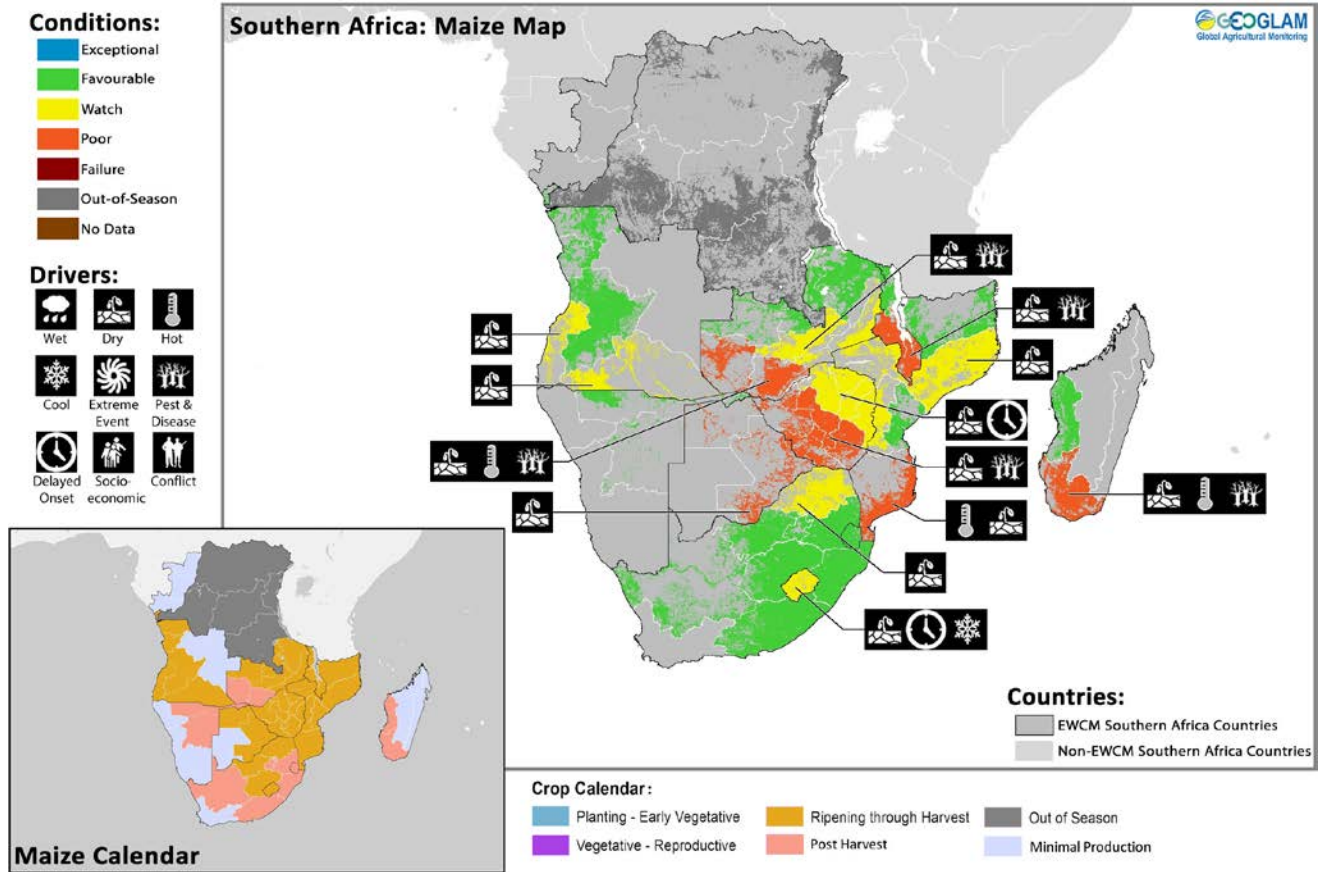 Conditions:
Exceptional
Favourable
Watch
Poor
Failure
Out-of-Season
No Data
Drivers:
Wet
Dry
Hot
Cool
Extreme
Event
Pest &
Disease
Delayed
Onset
Socio-
economic
Conflict
Southern Africa: Maize Map
GEOGLAM
Global Agricultural Monitoring
Countries:
EWCM Southern Africa Countries
Non-EWCM Southern Africa Countries
Maize Calendar
Crop Calendar:
Planting - Early Vegetative
Ripening through Harvest
Out of Season
Vegetative - Reproductive
Post Harvest
Minimal Production